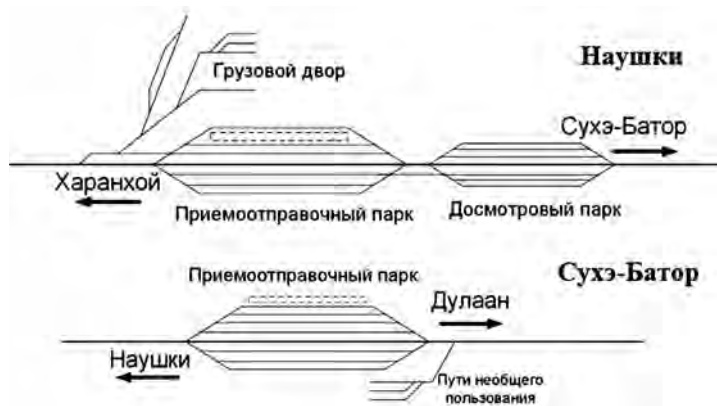 Грузовой двор
Наушки
Сухэ-Батор
Харанхой
Приемоотправочный парк
Досмотровый парк
Приемоотправочный парк
Сухэ-Батор
Дулаан
Наушки
Пути необщего
пользования